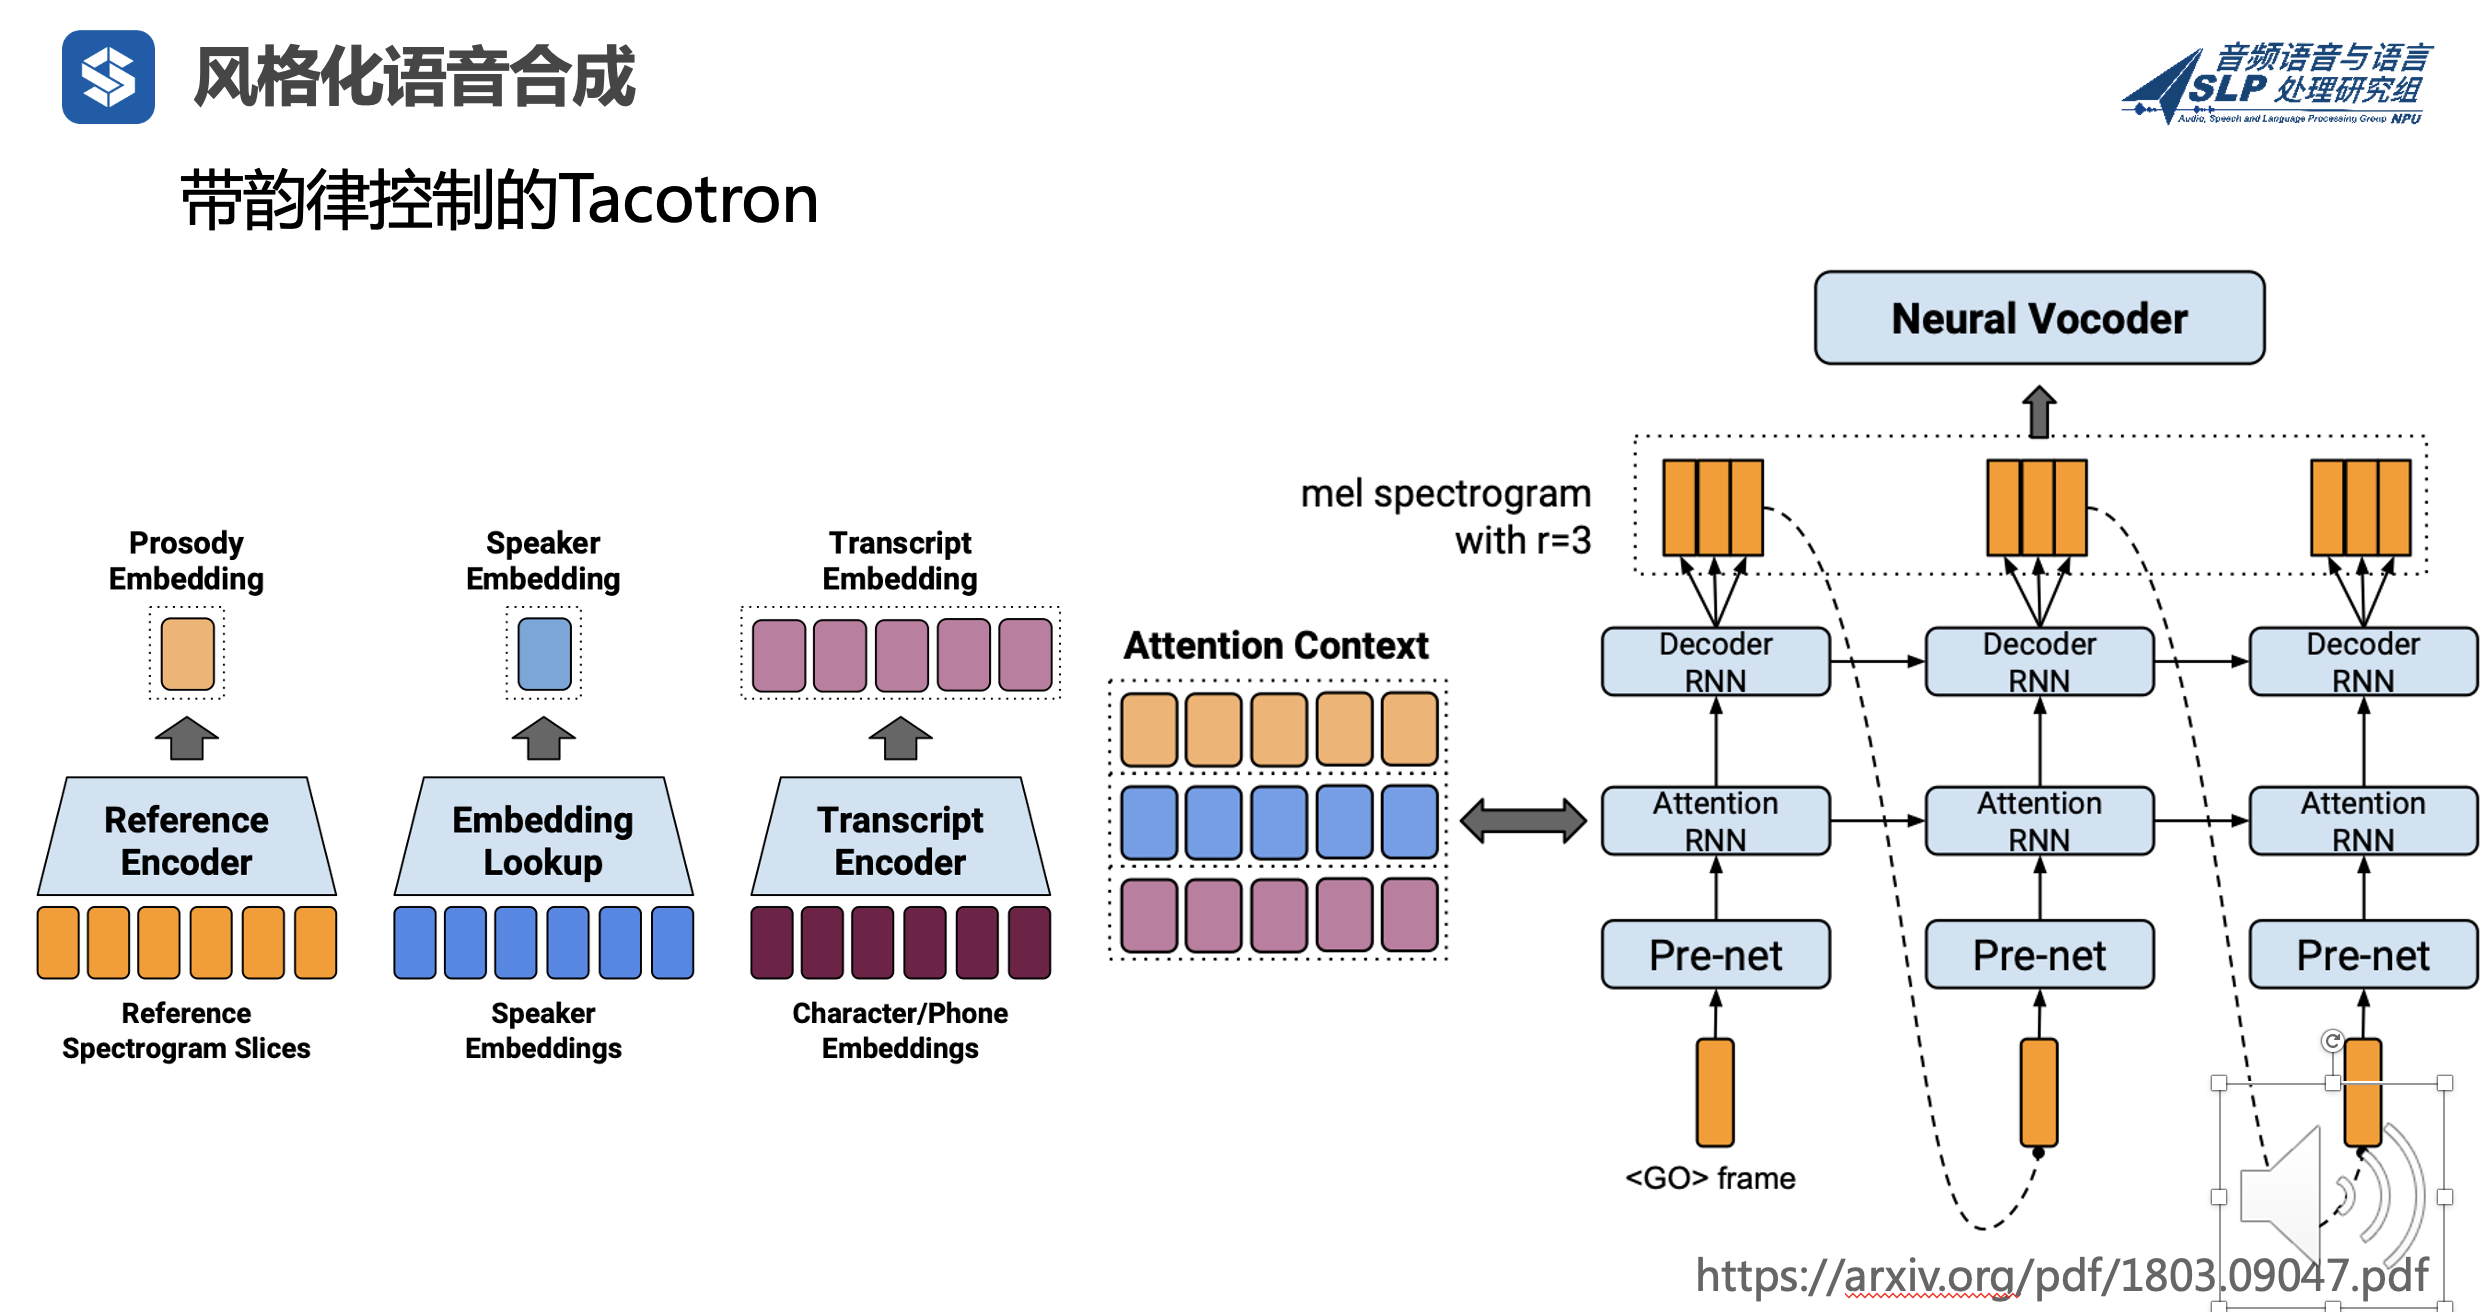 风格化语音合成
音频语音与语言
SLP 处理研究组
Audio, Speech and Language Processing Group NPU
带韵律控制的Tacotron
Neural Vocoder
mel spectrogram
with r=3
Prosody
Embedding
Speaker
Embedding
Transcript
Embedding
Attention Context
Reference
Encoder
Embedding
Lookup
Transcript
Encoder
Reference
Spectrogram Slices
Speaker
Embeddings
Character/Phone
Embeddings
Decoder
RNN
Decoder
RNN
Decoder
RNN
Attention
RNN
Attention
RNN
Attention
RNN
Pre-net
Pre-net
Pre-net
<GO> frame
https://arxiv.org/pdf/1803.09047.pdf